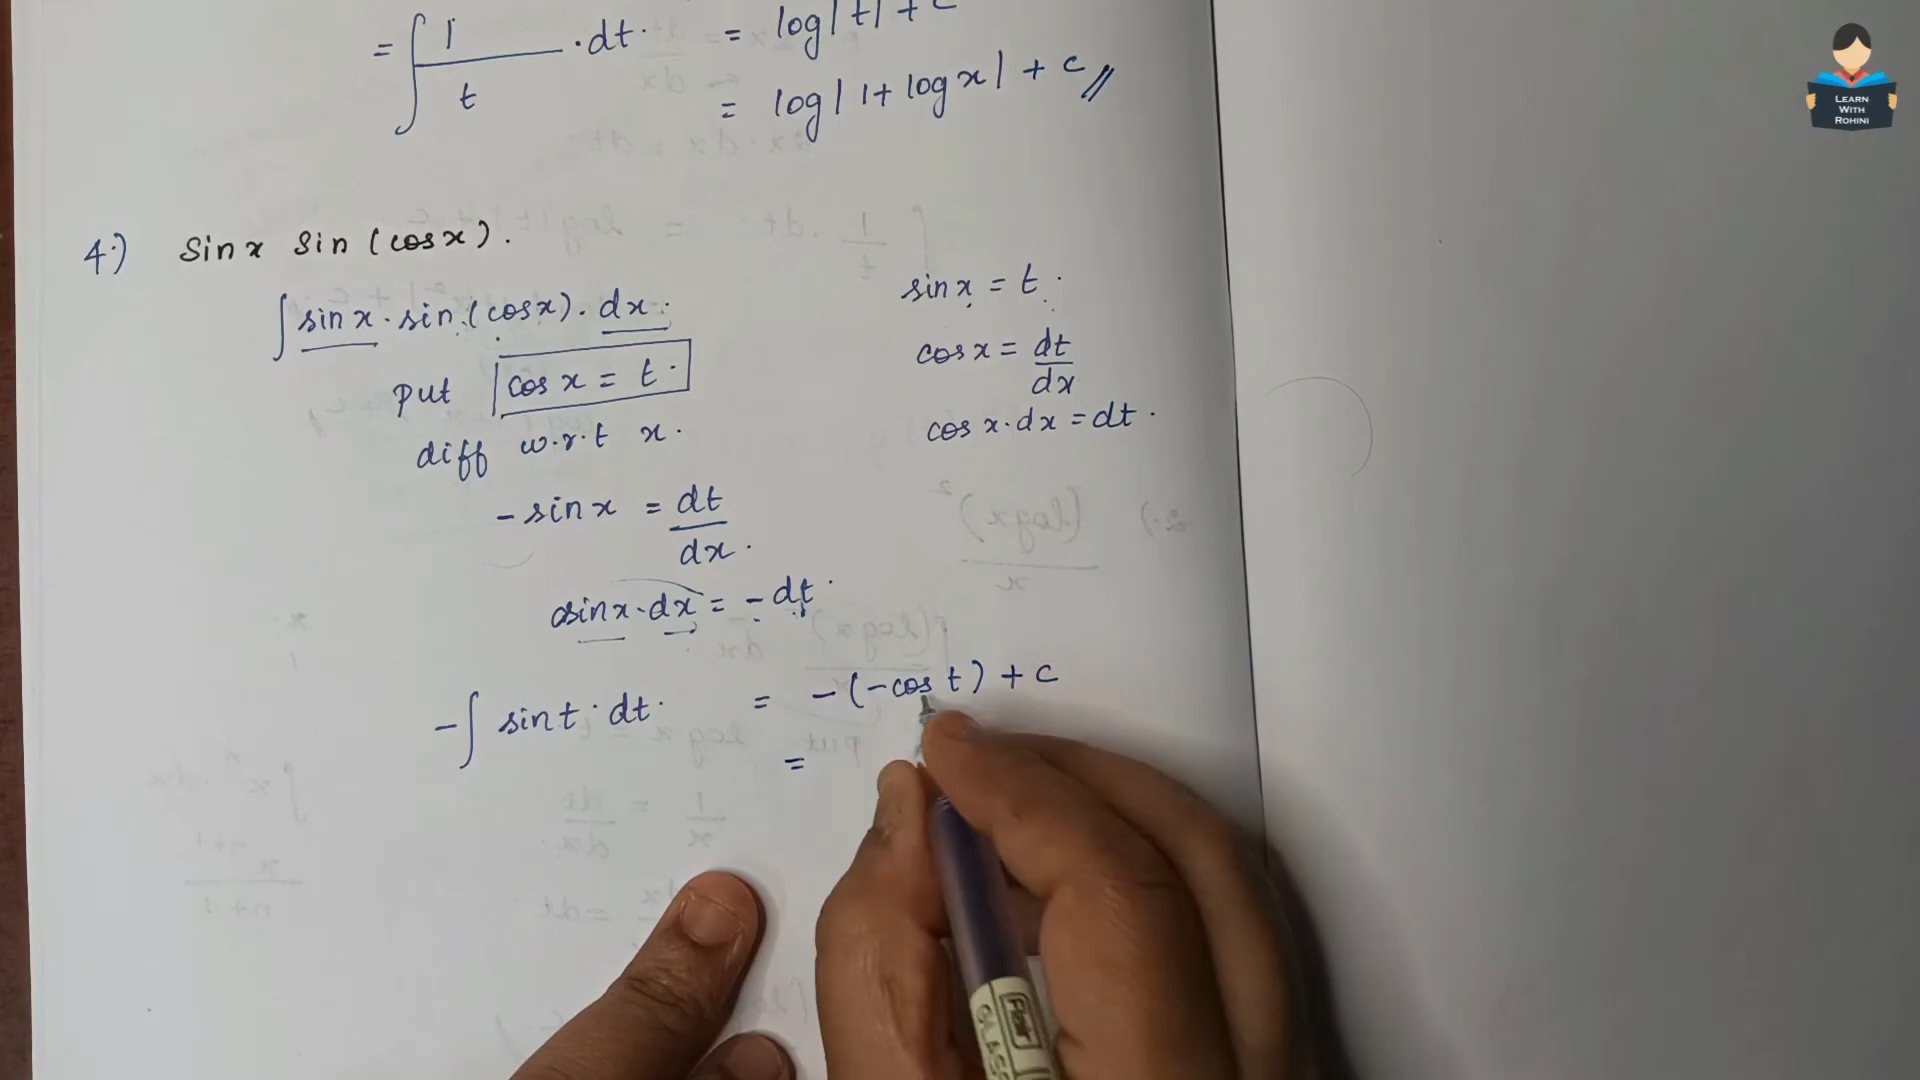 = ∫ 1/t · dt · = log|t| + c
= log|1+ log x| + c //
4.) Sin x Sin (cos x).
∫ sin x · sin (cos x) · dx ·
put cos x = t ·
diff w.r.t x ·
- sin x = dt/dx ·
sin x · dx = - dt ·
- ∫ sin t · dt · = - (- cos t) + c
=
sin x = t ·
cos x = dt/dx
cos x · dx = dt ·
LEARN
WITH
ROHINI
Flair